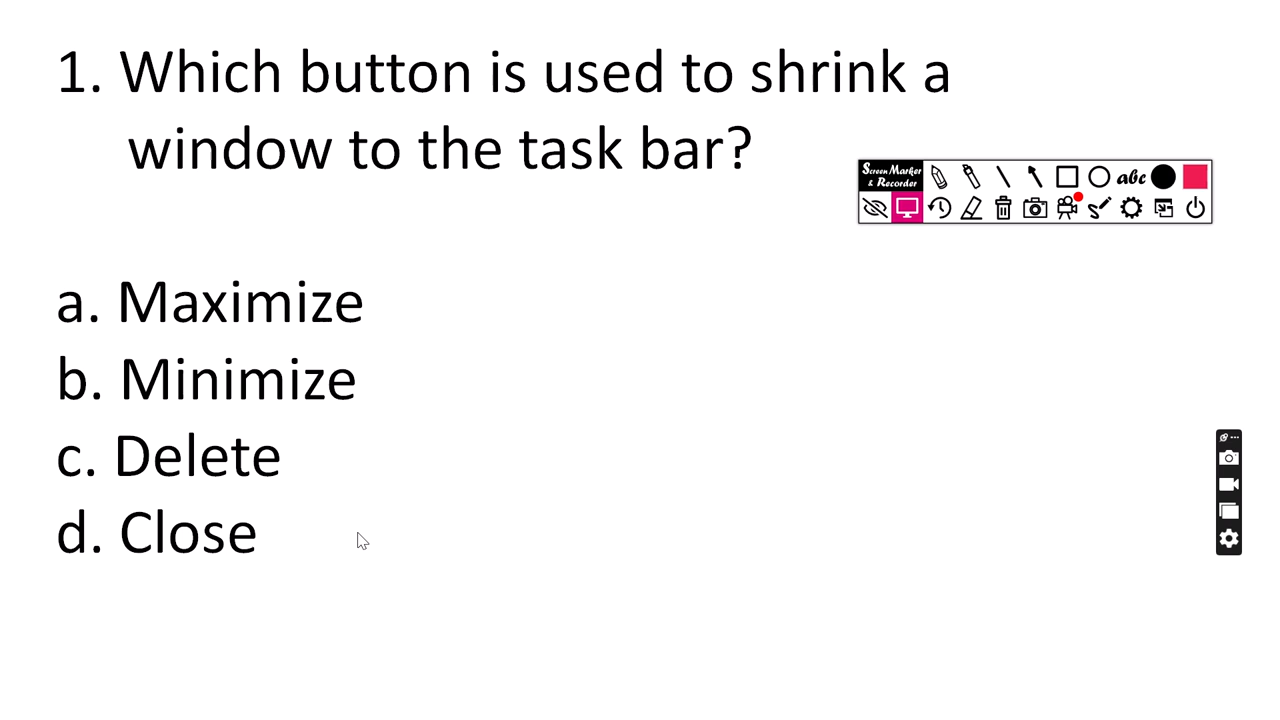 1. Which button is used to shrink a
window to the task bar?
Screen Marker
& Recorder
abc
a. Maximize
b. Minimize
c. Delete
d. Close